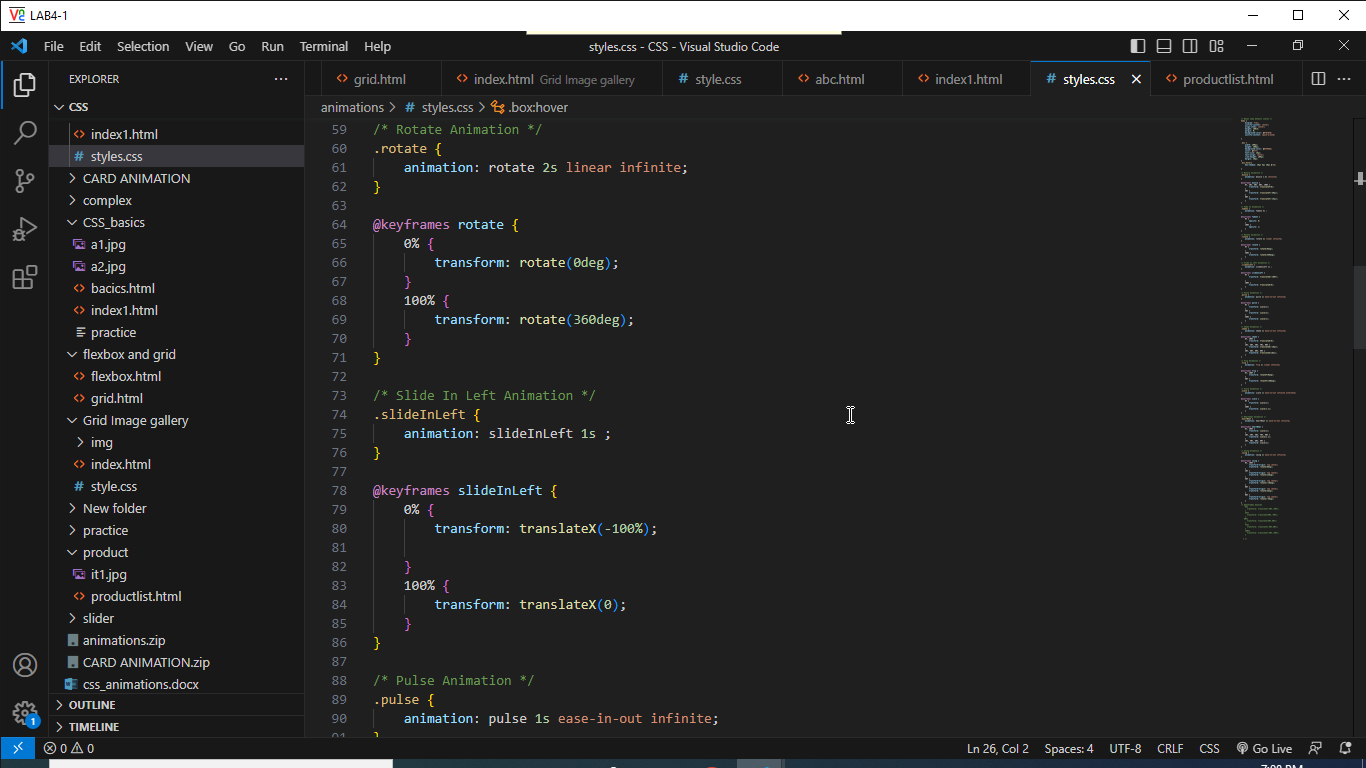 LAB4-1
File Edit Selection View Go Run Terminal Help
styles.css - CSS - Visual Studio Code
EXPLORER
grid.html
index.html Grid Image gallery
style.css
abc.html
index1.html
styles.css
productlist.html
animations > styles.css > .box:hover
CSS
index1.html
styles.css
CARD ANIMATION
complex
CSS_basics
a1.jpg
a2.jpg
bacics.html
index1.html
practice
flexbox and grid
flexbox.html
grid.html
Grid Image gallery
img
index.html
style.css
New folder
practice
product
it1.jpg
productlist.html
slider
animations.zip
CARD ANIMATION.zip
css_animations.docx
OUTLINE
TIMELINE
59 /* Rotate Animation */
60 .rotate {
61 animation: rotate 2s linear infinite;
62 }
63
64 @keyframes rotate {
65 0% {
66 transform: rotate(0deg);
67 }
68 100% {
69 transform: rotate(360deg);
70 }
71 }
72
73 /* Slide In Left Animation */
74 .slideInLeft {
75 animation: slideInLeft 1s ;
76 }
77
78 @keyframes slideInLeft {
79 0% {
80 transform: translateX(-100%);
81
82 }
83 100% {
84 transform: translateX(0);
85 }
86 }
87
88 /* Pulse Animation */
89 .pulse {
90 animation: pulse 1s ease-in-out infinite;
1
0 0
Ln 26, Col 2 Spaces: 4 UTF-8 CRLF CSS Go Live